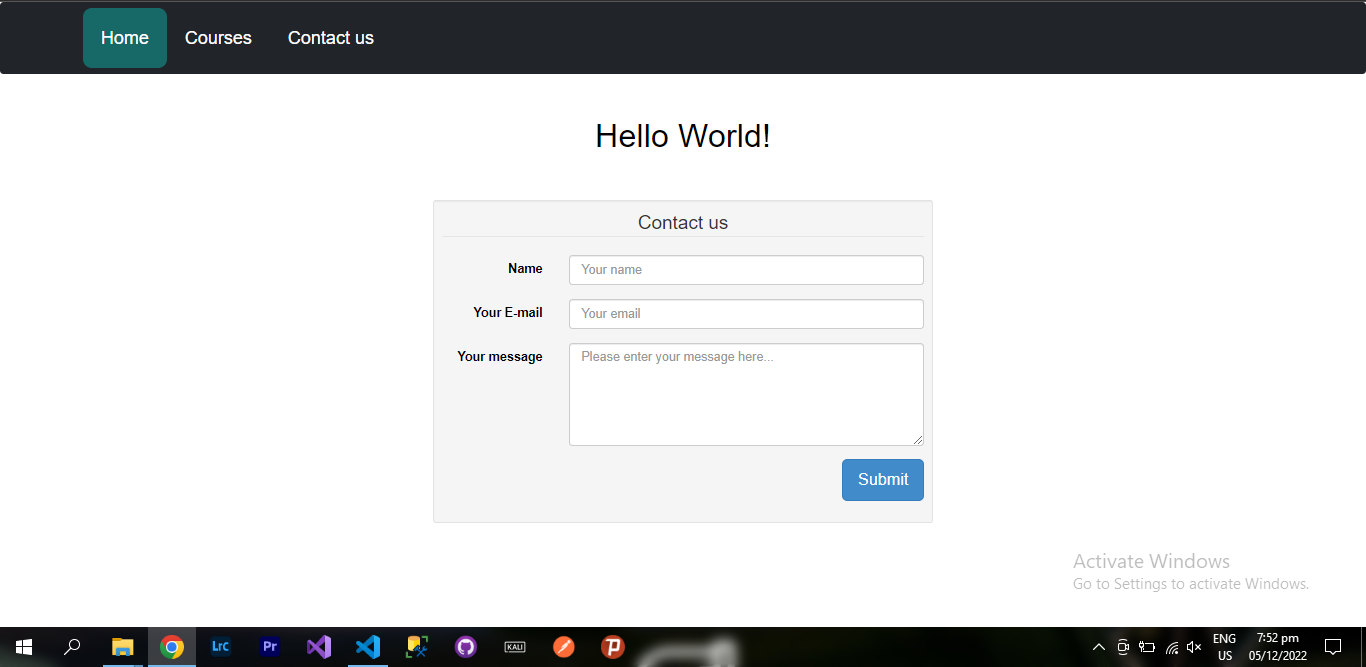 Home Courses Contact us
Hello World!
Contact us
Name Your name
Your E-mail Your email
Your message Please enter your message here...
Submit
Activate Windows
Go to Settings to activate Windows.
Lrc Pr KALI ENG 7:52 pm
US 05/12/2022